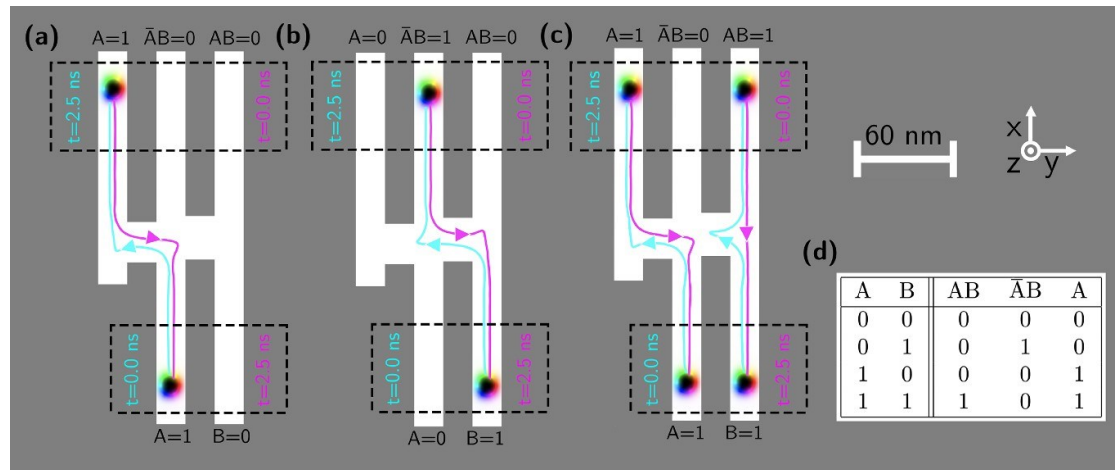 (a) A=1 ĀB=0 AB=0
t=2.5 ns
t=0.0 ns
t=0.0 ns
t=2.5 ns
A=1 B=0
(b) A=0 ĀB=1 AB=0
t=2.5 ns
t=0.0 ns
t=0.0 ns
t=2.5 ns
A=0 B=1
(c) A=1 ĀB=0 AB=1
t=2.5 ns
t=0.0 ns
t=0.0 ns
t=2.5 ns
A=1 B=1
60 nm
x
z y
(d)
A B AB ĀB A
0 0 0 0 0
0 1 0 1 0
1 0 0 0 1
1 1 1 0 1